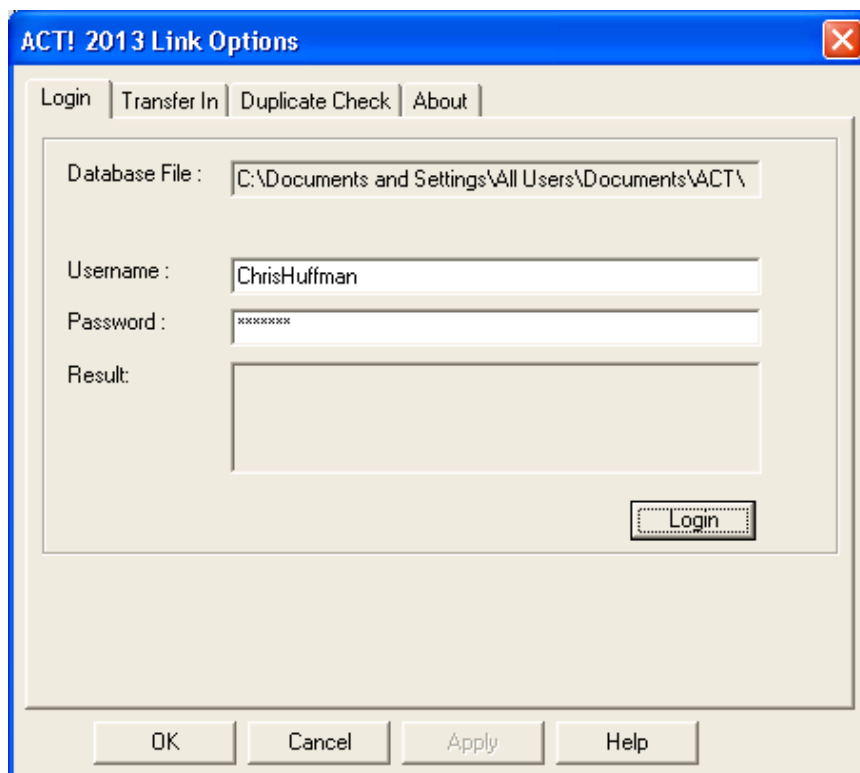 ACT! 2013 Link Options
Login Transfer In Duplicate Check About
Database File : C:\Documents and Settings\All Users\Documents\ACT\
Username : ChrisHuffman
Password : *******
Result:
Login
OK Cancel Apply Help